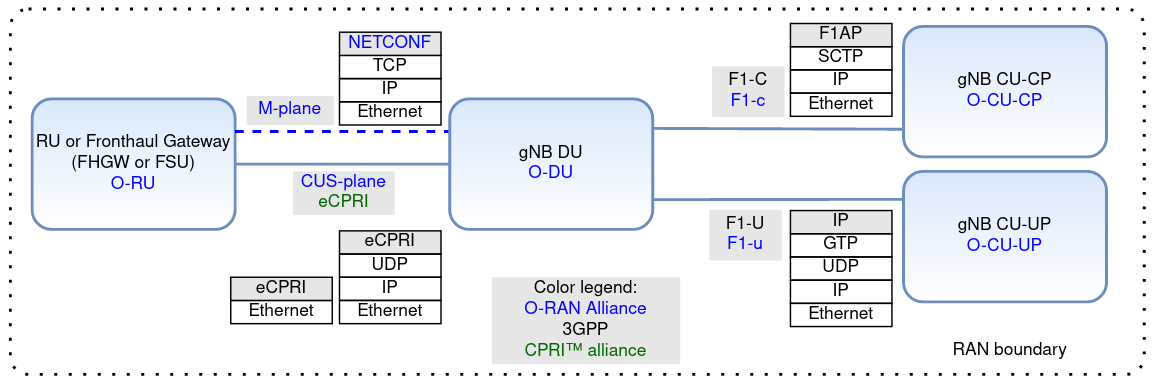 NETCONF
TCP
IP
Ethernet
M-plane
RU or Fronthaul Gateway
(FHGW or FSU)
O-RU
CUS-plane
eCPRI
eCPRI
UDP
IP
Ethernet
eCPRI
Ethernet
gNB DU
O-DU
F1AP
SCTP
IP
Ethernet
F1-C
F1-c
gNB CU-CP
O-CU-CP
F1-U
F1-u
IP
GTP
UDP
IP
Ethernet
gNB CU-UP
O-CU-UP
Color legend:
O-RAN Alliance
3GPP
CPRI™ alliance
RAN boundary